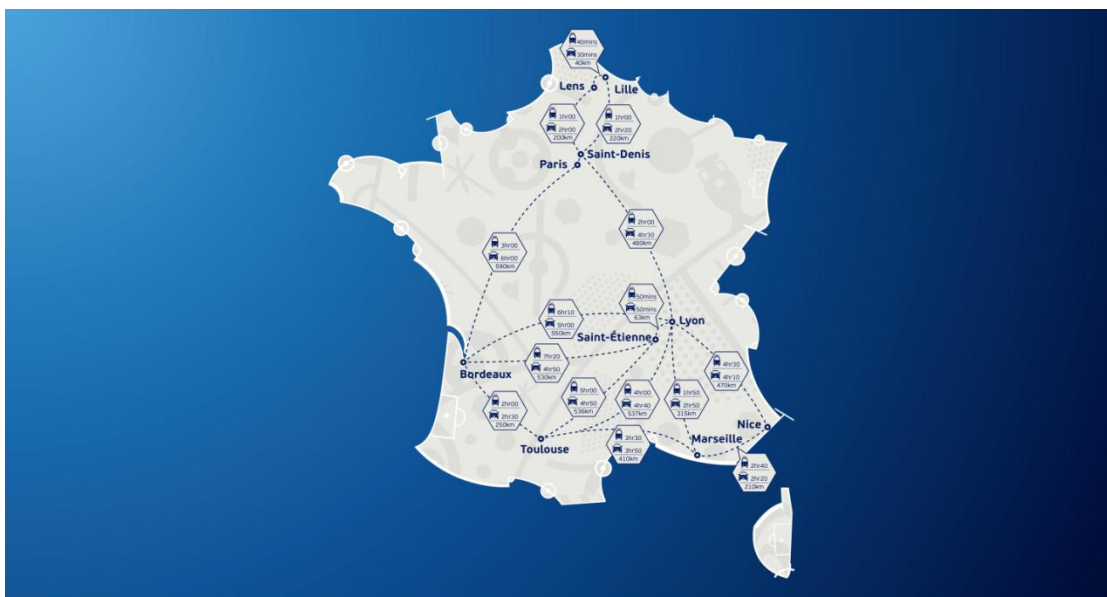 40mins
30mins
40km
Lens
Lille
1hr00
2hr00
200km
1hr00
2hr20
220km
Saint-Denis
Paris
2hr00
4hr30
480km
3hr00
6hr00
590km
50mins
50mins
63km
6hr10
5hr00
550km
Lyon
Saint-Étienne
7hr20
4hr50
530km
Bordeaux
4hr30
4hr10
470km
5hr00
4hr50
536km
4hr00
4hr40
537km
1hr50
2hr50
315km
2hr00
2hr30
250km
Nice
Marseille
Toulouse
3hr30
3hr50
410km
2hr40
2hr20
210km